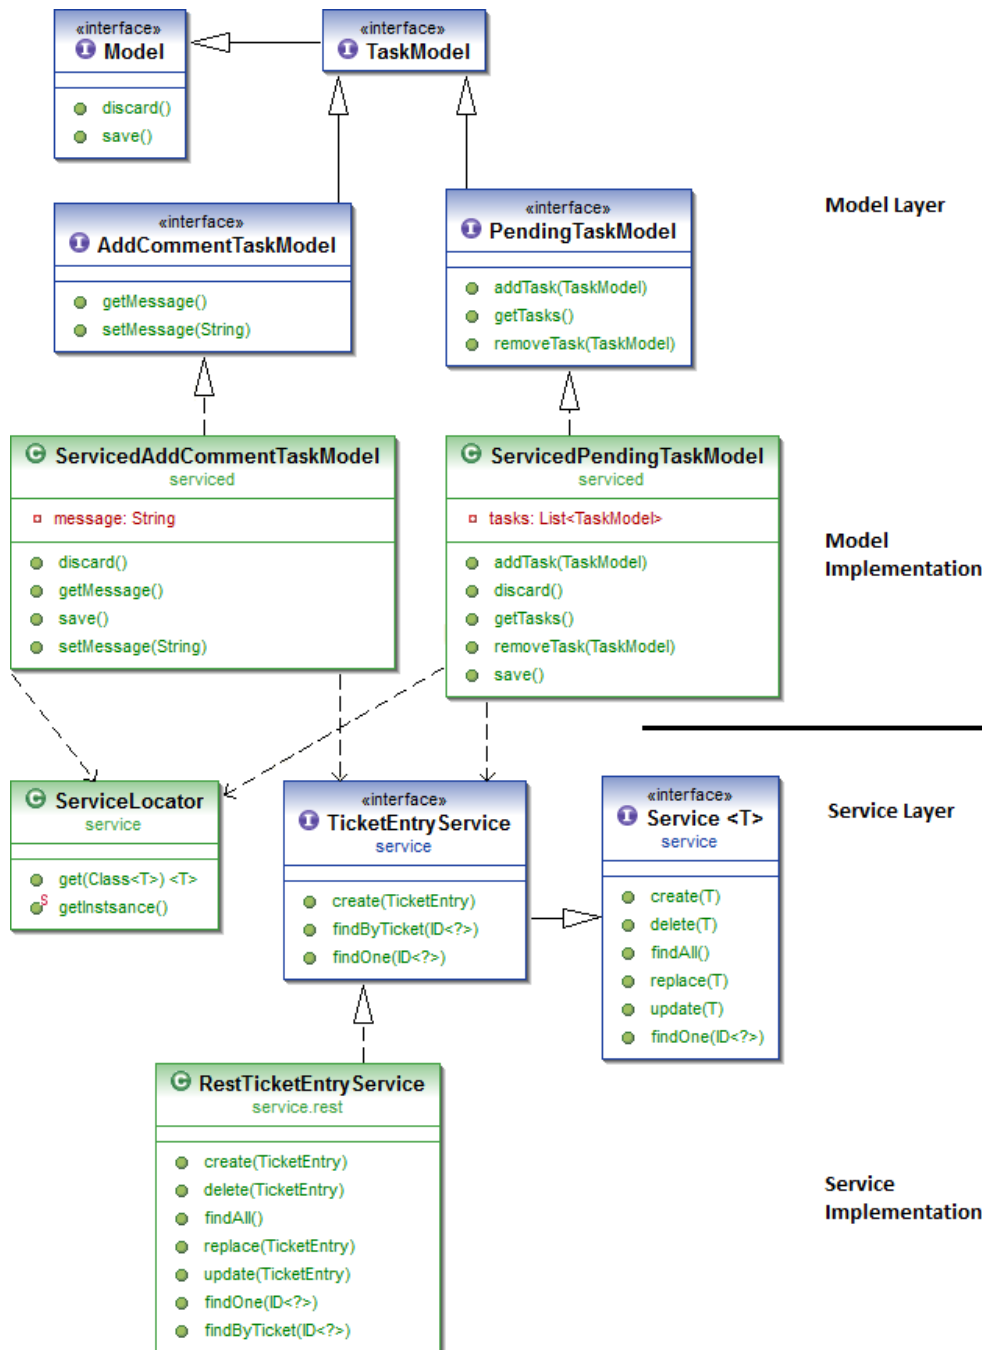 «interface»
I Model
discard()
save()
«interface»
I TaskModel
Model Layer
«interface»
I AddCommentTaskModel
getMessage()
setMessage(String)
«interface»
I PendingTaskModel
addTask(TaskModel)
getTasks()
removeTask(TaskModel)
C ServicedAddCommentTaskModel
serviced
message: String
discard()
getMessage()
save()
setMessage(String)
C ServicedPendingTaskModel
serviced
tasks: List<TaskModel>
addTask(TaskModel)
discard()
getTasks()
removeTask(TaskModel)
save()
Model
Implementation
C ServiceLocator
service
get(Class<T>) <T>
S getInstsance()
«interface»
I TicketEntryService
service
create(TicketEntry)
findByTicket(ID<?>)
findOne(ID<?>)
«interface»
I Service <T>
service
create(T)
delete(T)
findAll()
replace(T)
update(T)
findOne(ID<?>)
Service Layer
C RestTicketEntryService
service.rest
create(TicketEntry)
delete(TicketEntry)
findAll()
replace(TicketEntry)
update(TicketEntry)
findOne(ID<?>)
findByTicket(ID<?>)
Service
Implementation